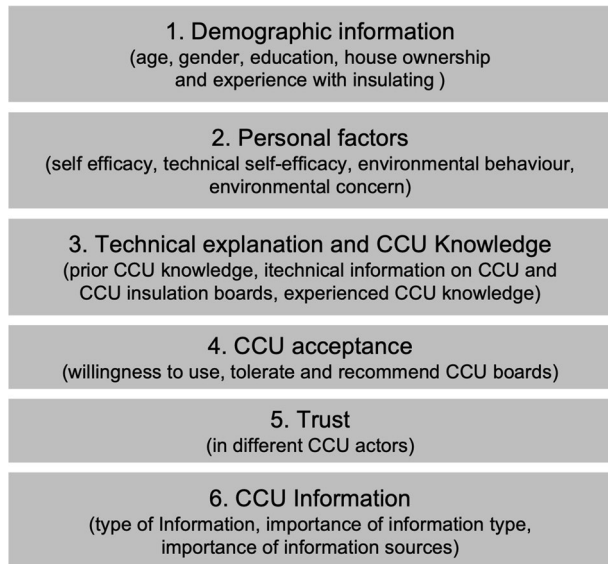 1. Demographic information
(age, gender, education, house ownership
and experience with insulating )
2. Personal factors
(self efficacy, technical self-efficacy, environmental behaviour,
environmental concern)
3. Technical explanation and CCU Knowledge
(prior CCU knowledge, itechnical information on CCU and
CCU insulation boards, experienced CCU knowledge)
4. CCU acceptance
(willingness to use, tolerate and recommend CCU boards)
5. Trust
(in different CCU actors)
6. CCU Information
(type of Information, importance of information type,
importance of information sources)